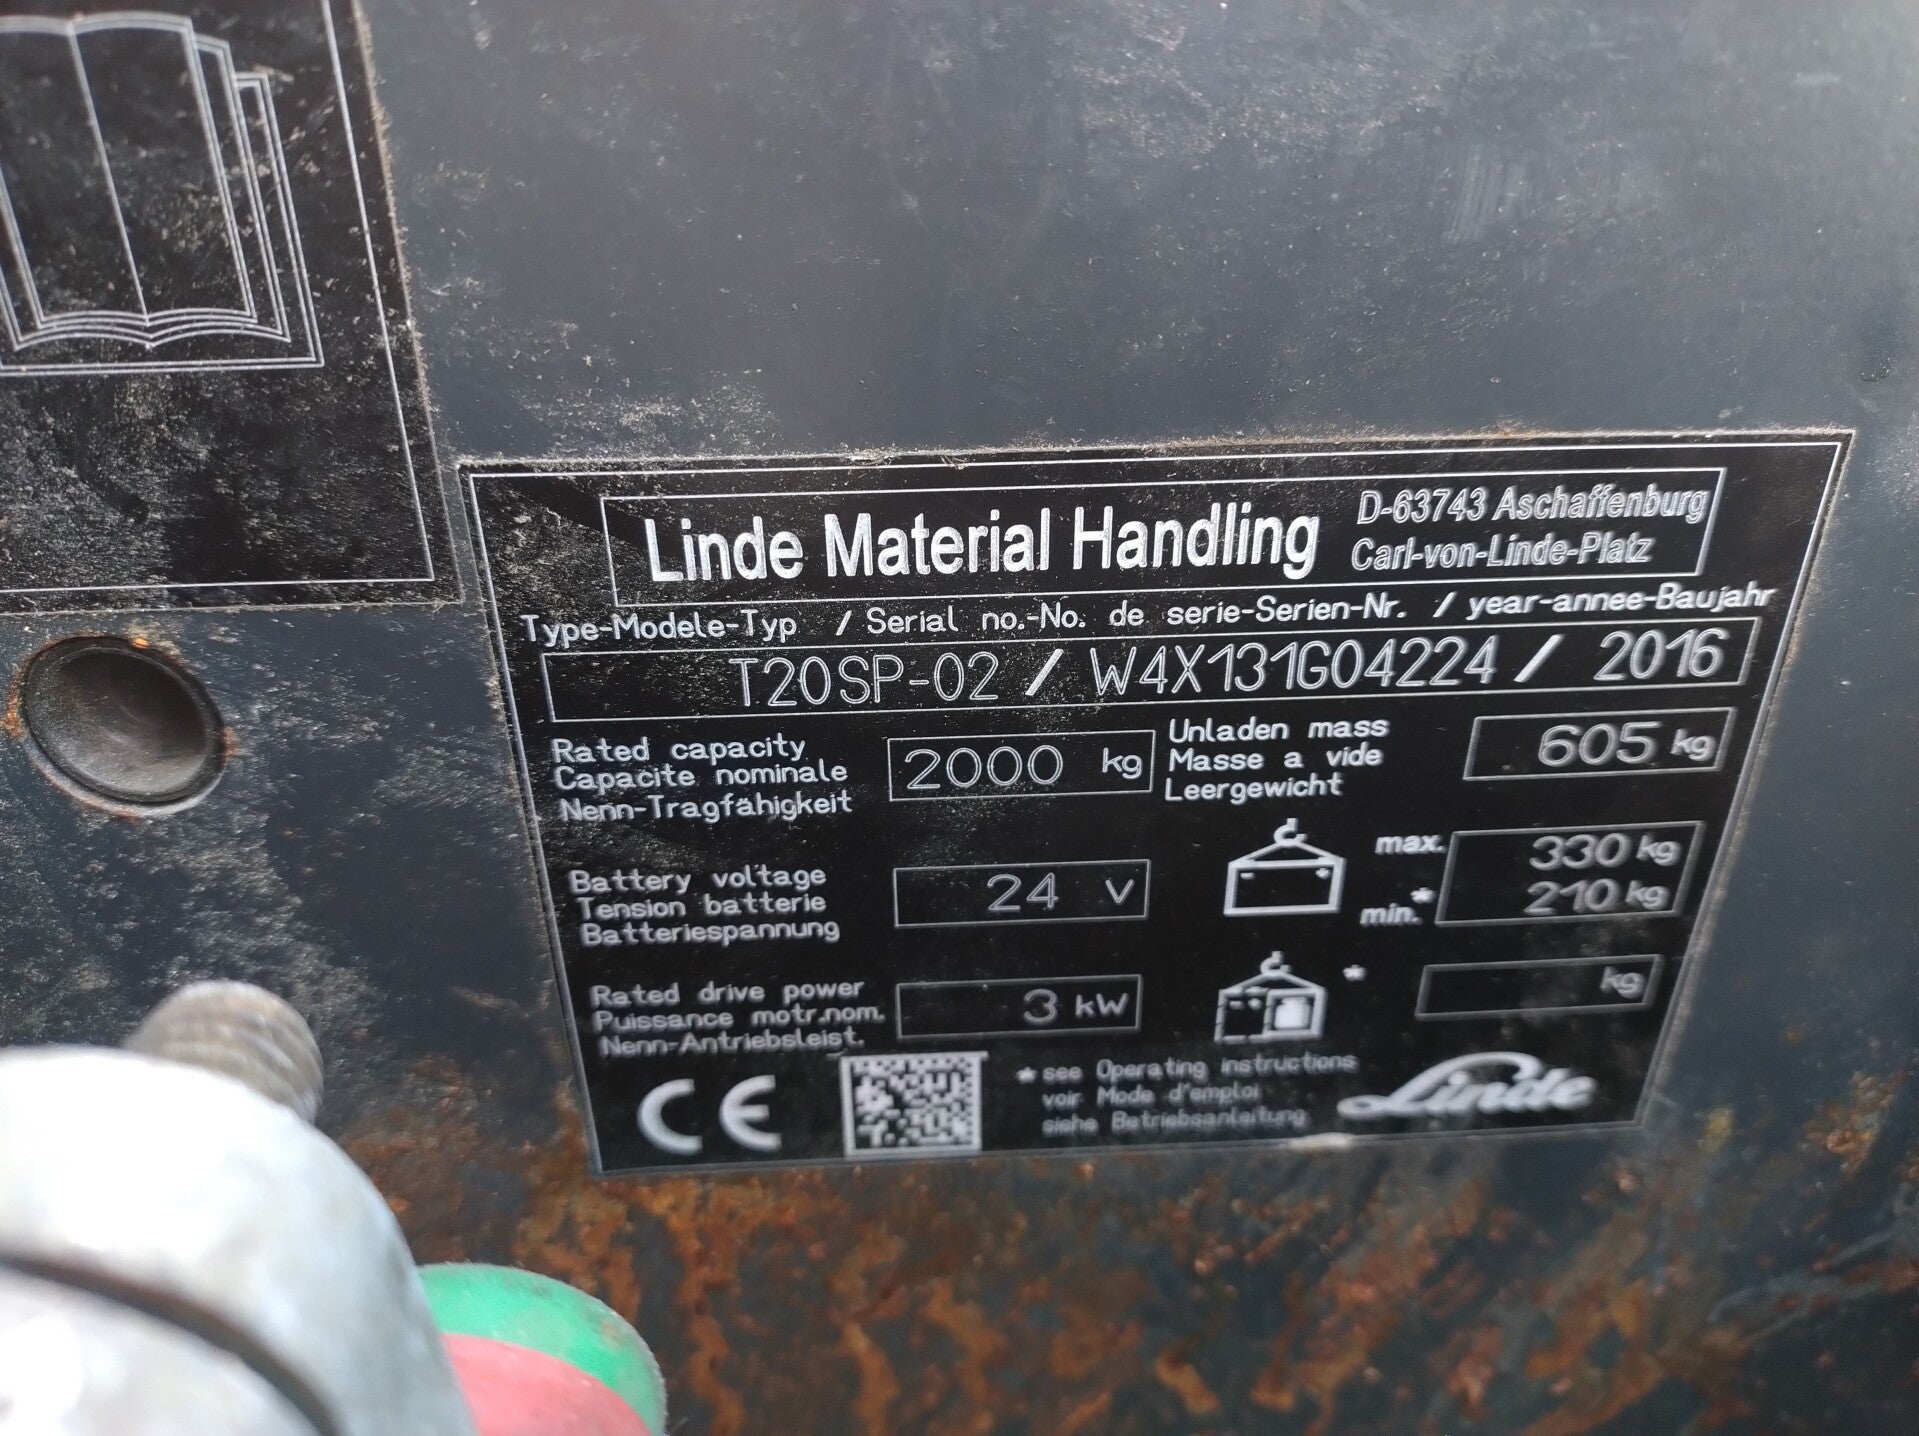 Linde Material Handling
D-63743 Aschaffenburg
Carl-von-Linde-Platz
Type-Modele-Typ / Serial no.-No. de serie-Serien-Nr. / year-annee-Baujahr
T20SP-02 / W4X131G04224 / 2016
Rated capacity
Capacite nominale
Nenn-Tragfähigkeit
2000 kg
Unladen mass
Masse a vide
Leergewicht
605 kg
Battery voltage
Tension batterie
Batteriespannung
24 V
max. 330 kg
min.* 210 kg
Rated drive power
Puissance motr.nom.
Nenn-Antriebsleist.
3 kW
* kg
CE
* see Operating instructions
voir Mode d'emploi
siehe Betriebsanleitung
Linde